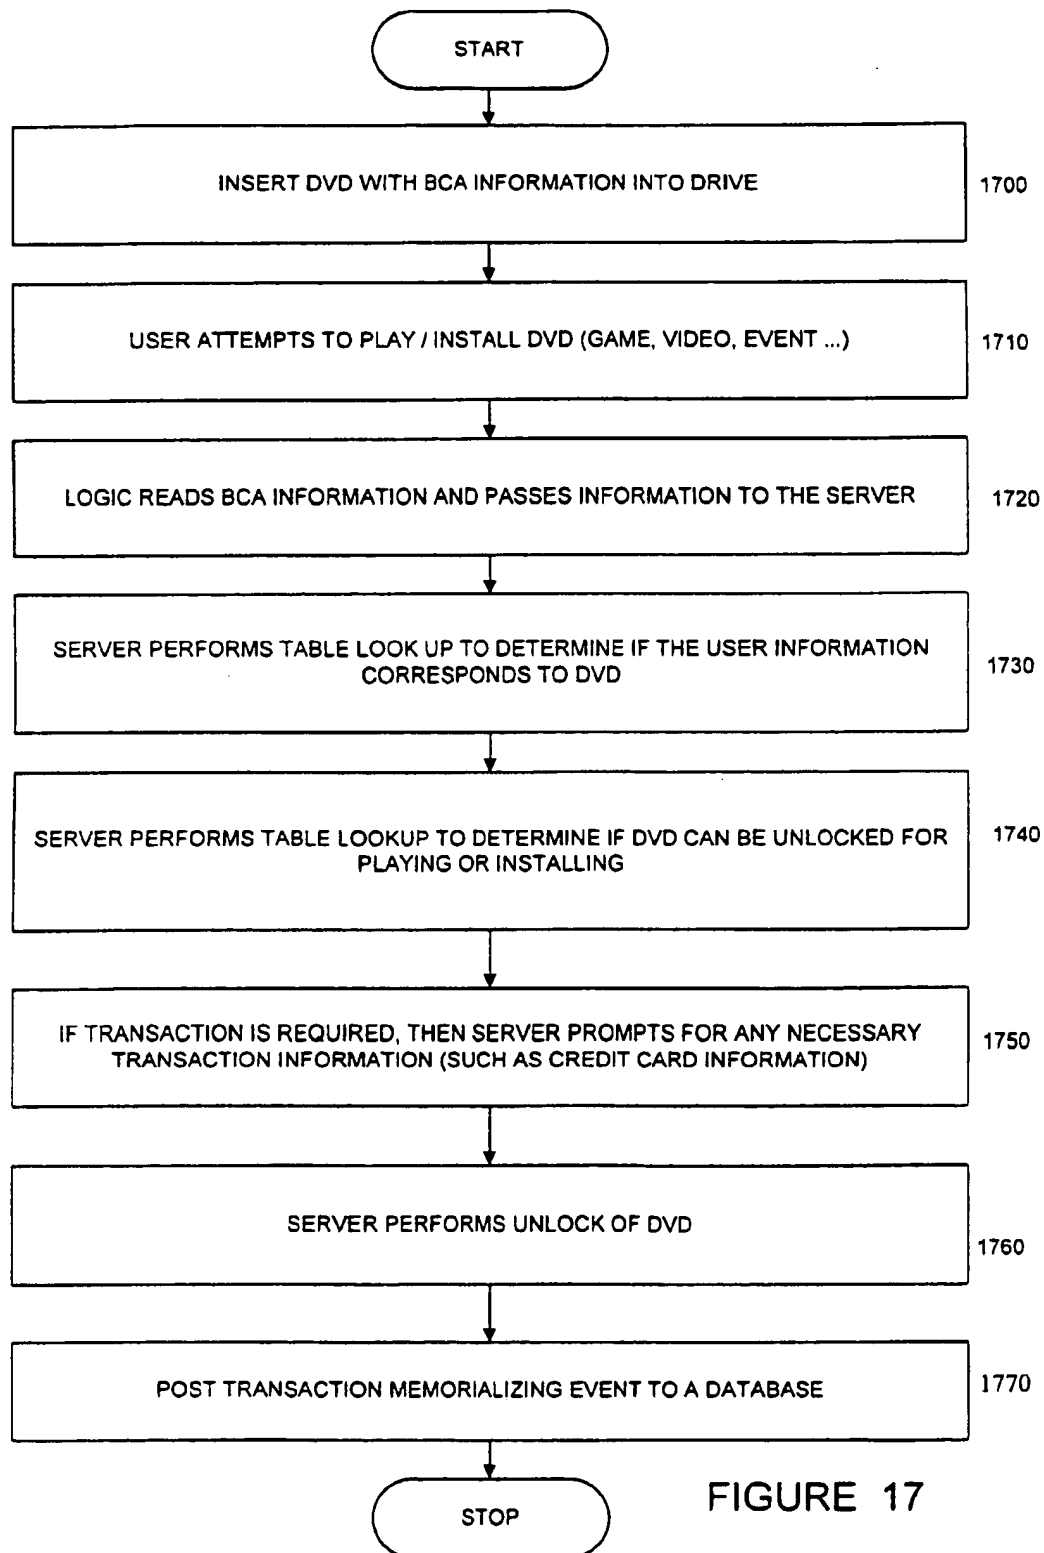 START
INSERT DVD WITH BCA INFORMATION INTO DRIVE
1700
USER ATTEMPTS TO PLAY / INSTALL DVD (GAME, VIDEO, EVENT ...)
1710
LOGIC READS BCA INFORMATION AND PASSES INFORMATION TO THE SERVER
1720
SERVER PERFORMS TABLE LOOK UP TO DETERMINE IF THE USER INFORMATION
CORRESPONDS TO DVD
1730
SERVER PERFORMS TABLE LOOKUP TO DETERMINE IF DVD CAN BE UNLOCKED FOR
PLAYING OR INSTALLING
1740
IF TRANSACTION IS REQUIRED, THEN SERVER PROMPTS FOR ANY NECESSARY
TRANSACTION INFORMATION (SUCH AS CREDIT CARD INFORMATION)
1750
SERVER PERFORMS UNLOCK OF DVD
1760
POST TRANSACTION MEMORIALIZING EVENT TO A DATABASE
1770
STOP
FIGURE 17